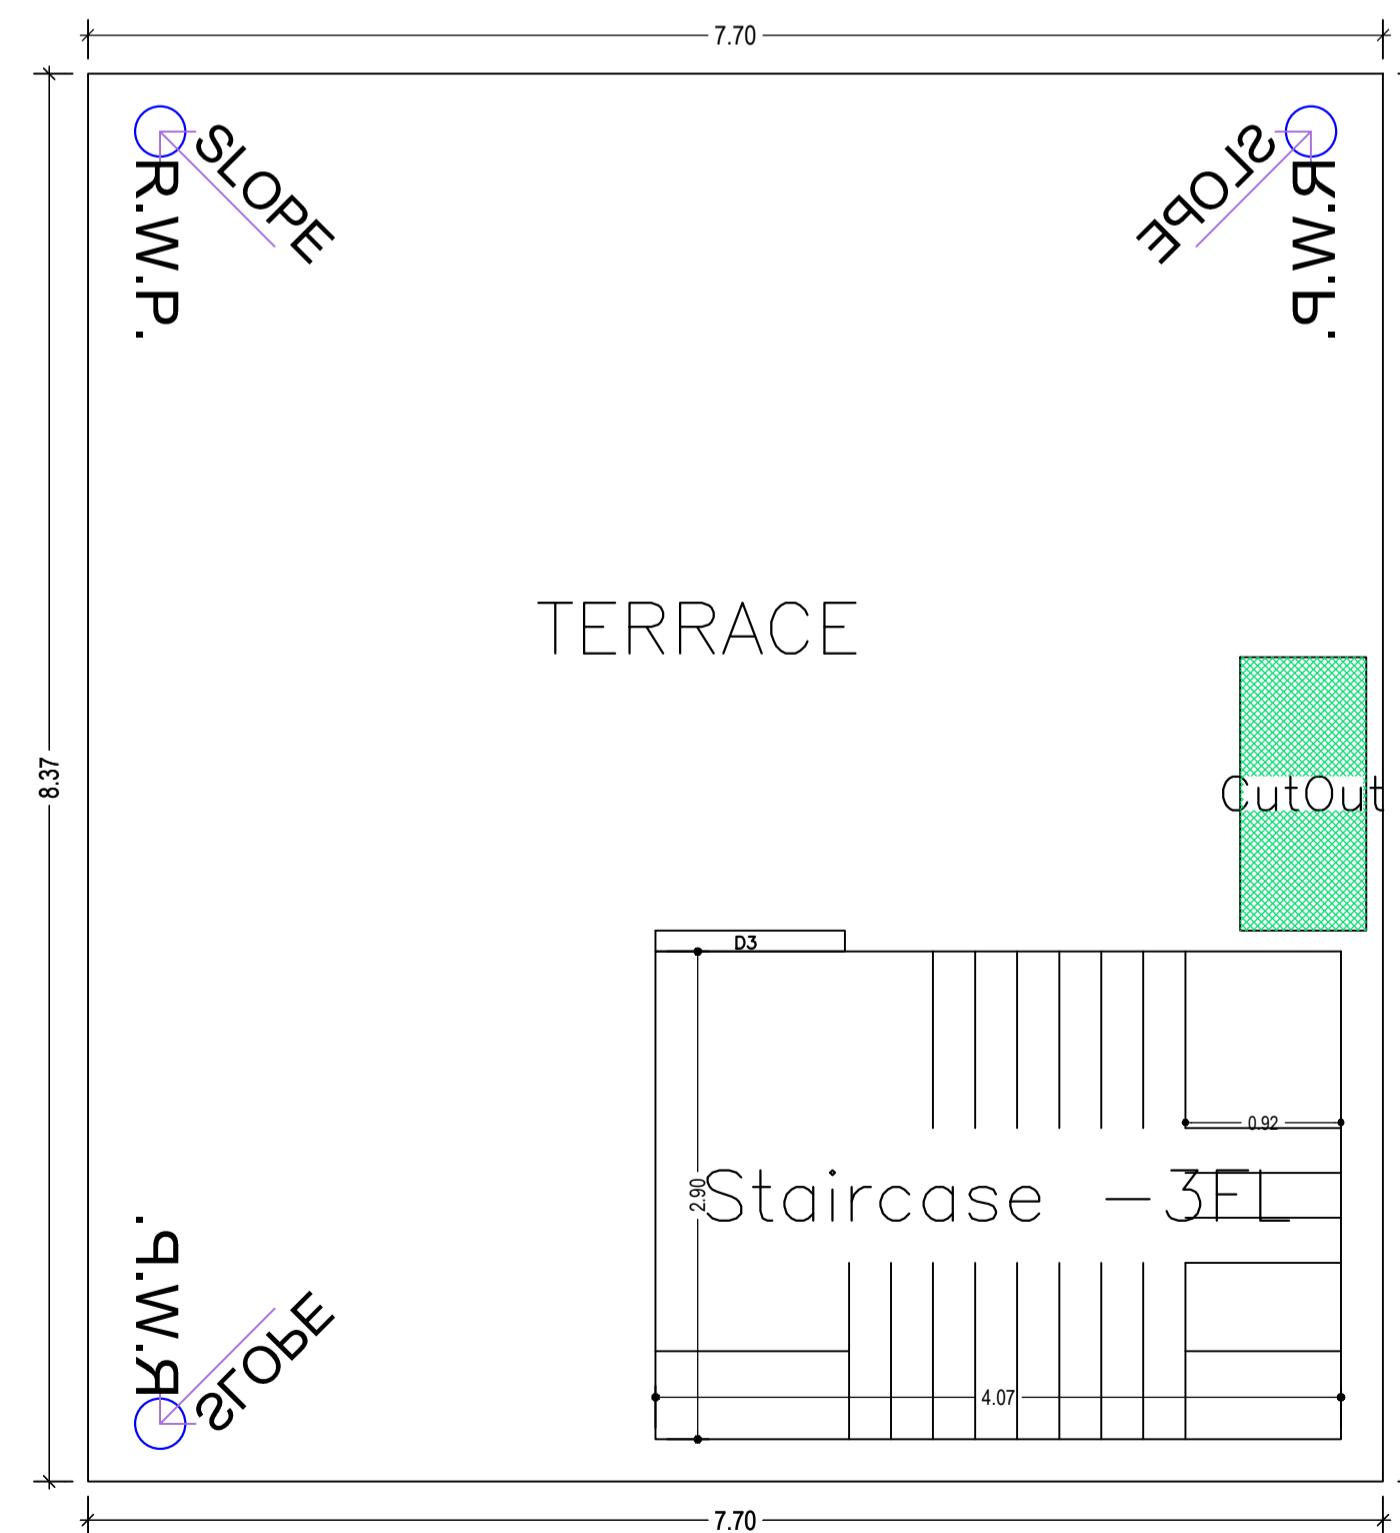 7.70
SLOPE
SLOPE
R.W.P.
R.W.P.
TERRACE
8.37
CutOut
D3
0.92
2.90
Staircase -3FL
R.W.P.
SLOPE
4.07
7.70